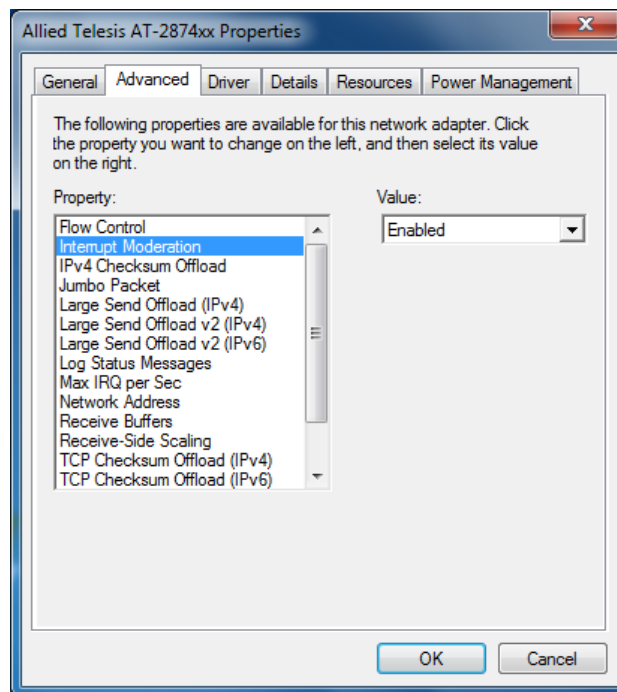 Allied Telesis AT-2874xx Properties
General Advanced Driver Details Resources Power Management
The following properties are available for this network adapter. Click
the property you want to change on the left, and then select its value
on the right.
Property: Value:
Flow Control Enabled
Interrupt Moderation
IPv4 Checksum Offload
Jumbo Packet
Large Send Offload (IPv4)
Large Send Offload v2 (IPv4)
Large Send Offload v2 (IPv6)
Log Status Messages
Max IRQ per Sec
Network Address
Receive Buffers
Receive-Side Scaling
TCP Checksum Offload (IPv4)
TCP Checksum Offload (IPv6)
OK Cancel